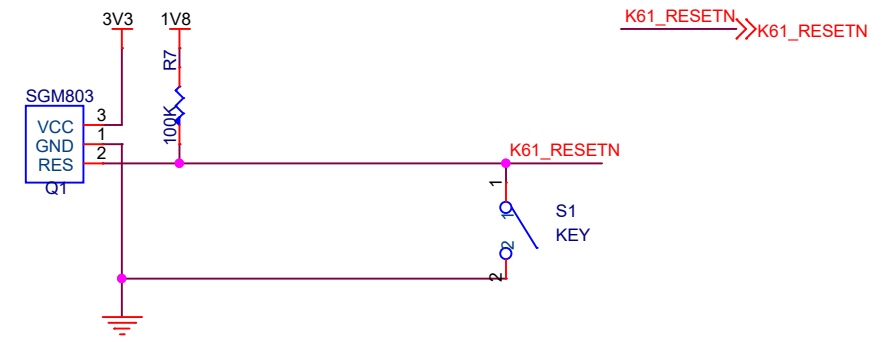 3V3
1V8
K61_RESETN
K61_RESETN
R7
100K
SGM803
VCC
3
GND
1
RES
2
Q1
K61_RESETN
1
1
S1
KEY
2
2